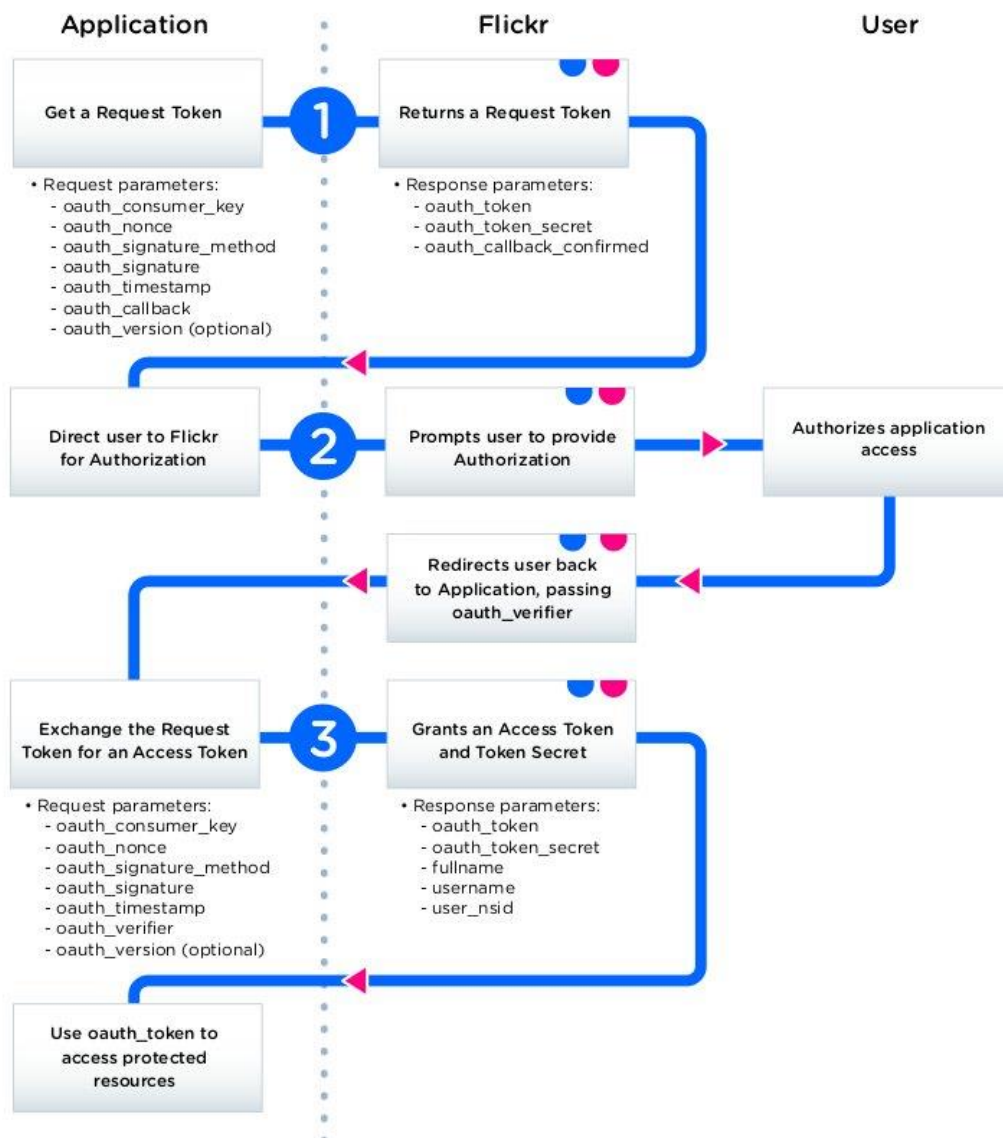 Application
Flickr
User
Get a Request Token
1
Returns a Request Token
• Request parameters:
- oauth_consumer_key
- oauth_nonce
- oauth_signature_method
- oauth_signature
- oauth_timestamp
- oauth_callback
- oauth_version (optional)
• Response parameters:
- oauth_token
- oauth_token_secret
- oauth_callback_confirmed
Direct user to Flickr
for Authorization
2
Prompts user to provide
Authorization
Authorizes application
access
Redirects user back
to Application, passing
oauth_verifier
Exchange the Request
Token for an Access Token
3
Grants an Access Token
and Token Secret
• Request parameters:
- oauth_consumer_key
- oauth_nonce
- oauth_signature_method
- oauth_signature
- oauth_timestamp
- oauth_verifier
- oauth_version (optional)
• Response parameters:
- oauth_token
- oauth_token_secret
- fullname
- username
- user_nsid
Use oauth_token to
access protected
resources